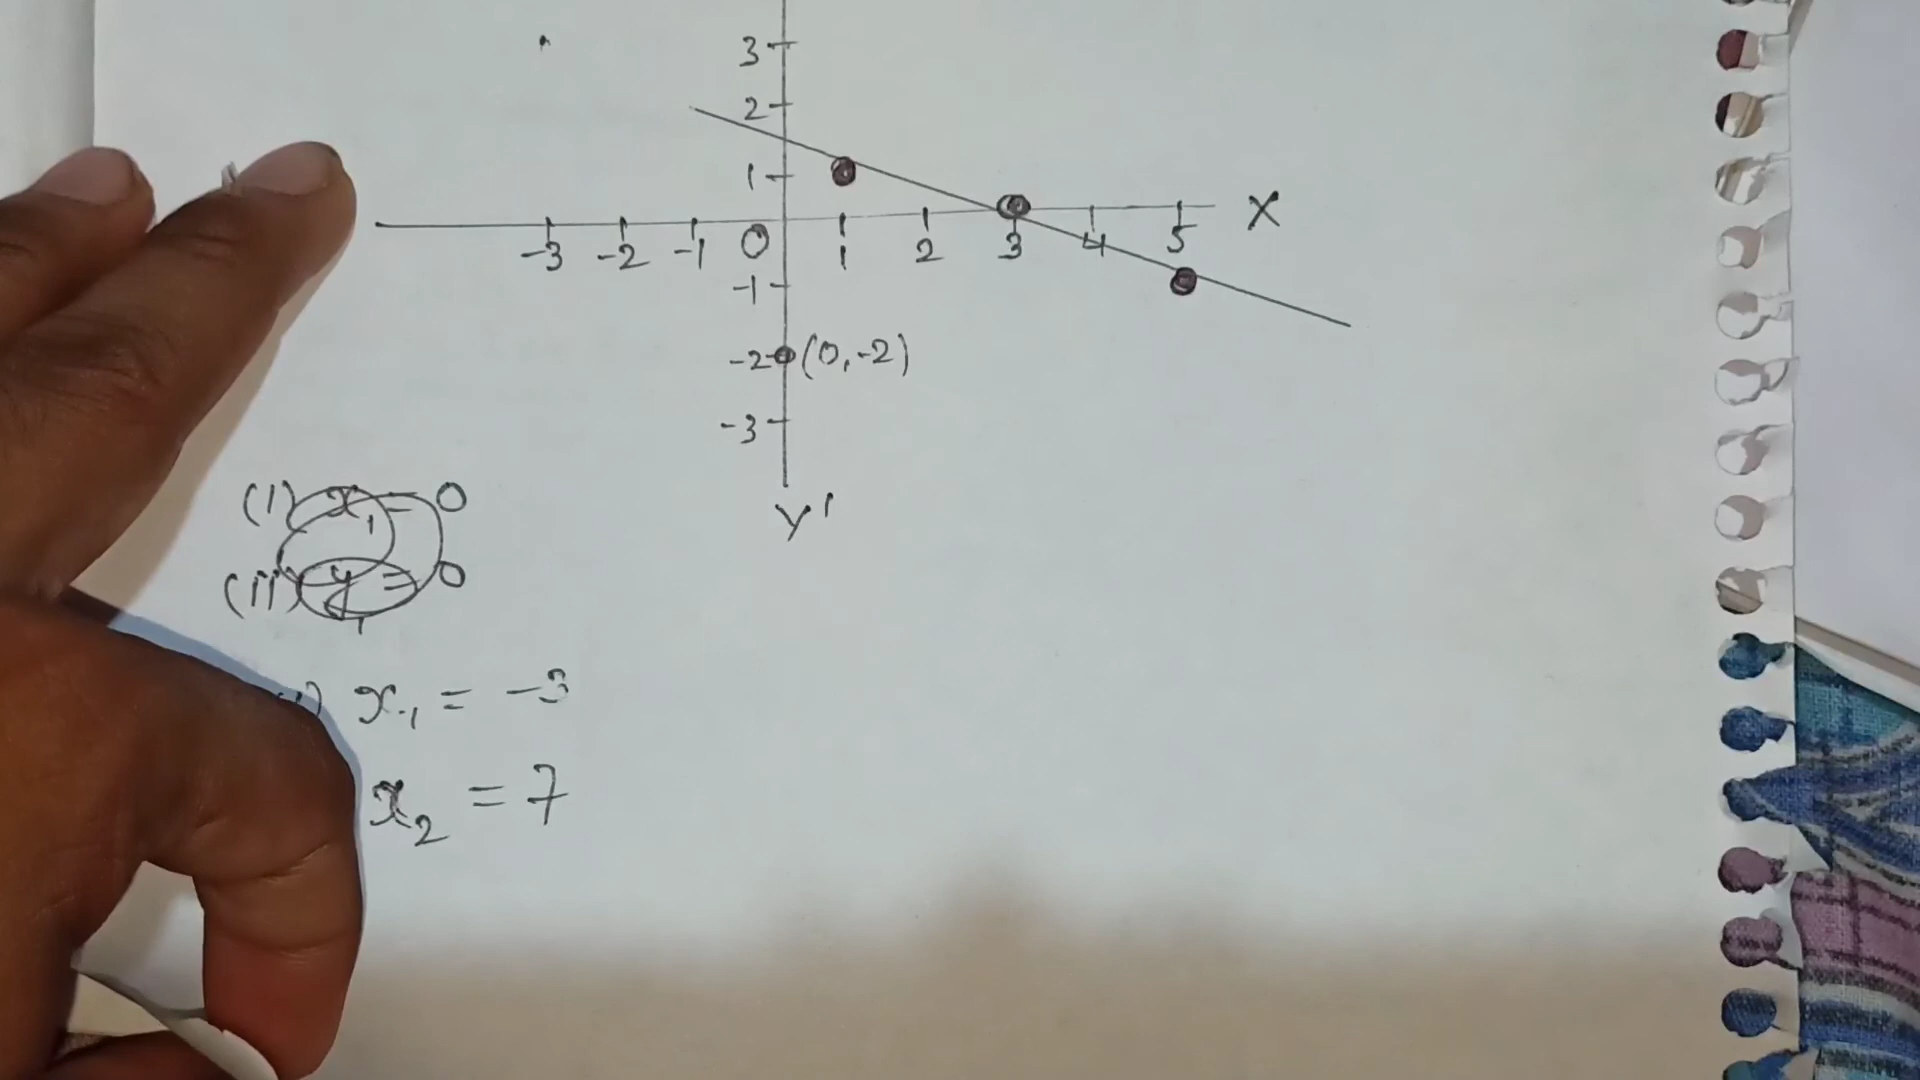 3
2
1
-3 -2 -1 0 1 2 3 4 5 X
-1
-2 (0,-2)
-3
Y'
(I) x₁ = 0
(II) y₁ = 0
) x₁ = -3
x₂ = 7